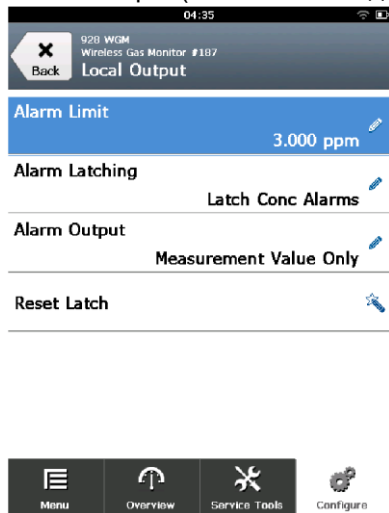 04:35
928 WGM
Wireless Gas Monitor #187
Back
Local Output
Alarm Limit
3.000 ppm
Alarm Latching
Latch Conc Alarms
Alarm Output
Measurement Value Only
Reset Latch
Menu
Overview
Service Tools
Configure